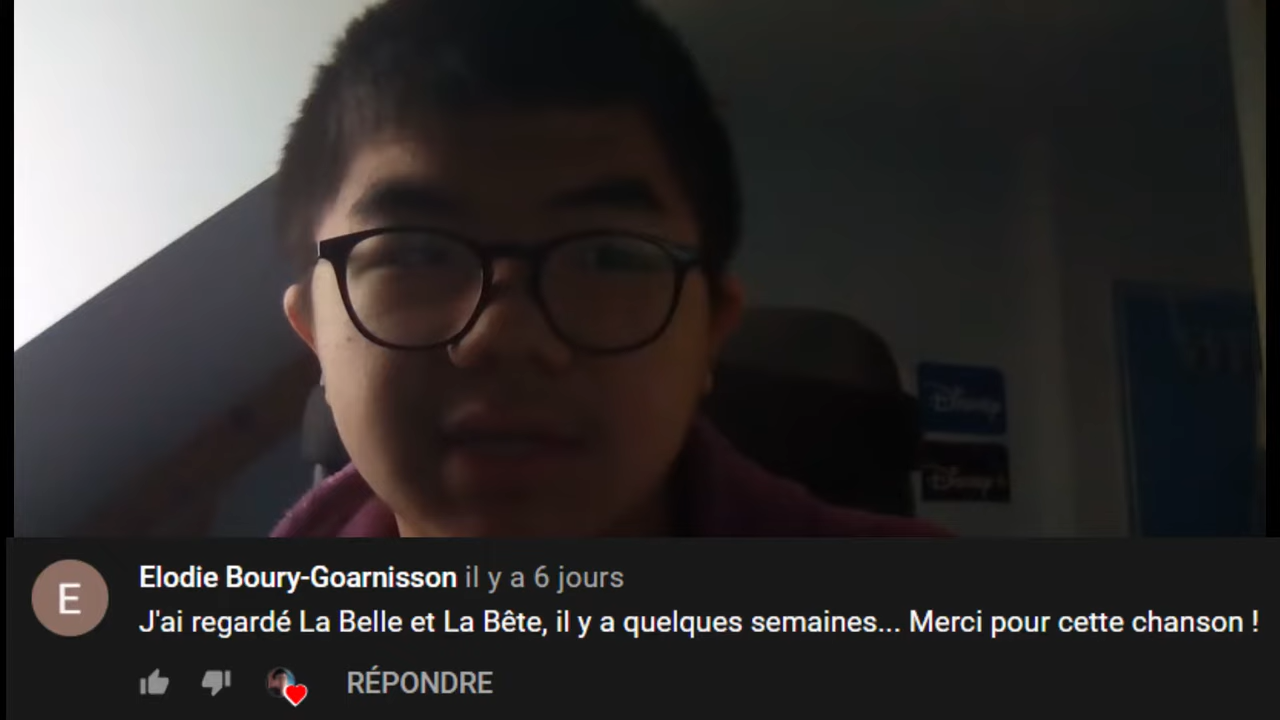 Disney
Disney+
Elodie Boury-Goarnisson il y a 6 jours
J'ai regardé La Belle et La Bête, il y a quelques semaines... Merci pour cette chanson !
E
RÉPONDRE